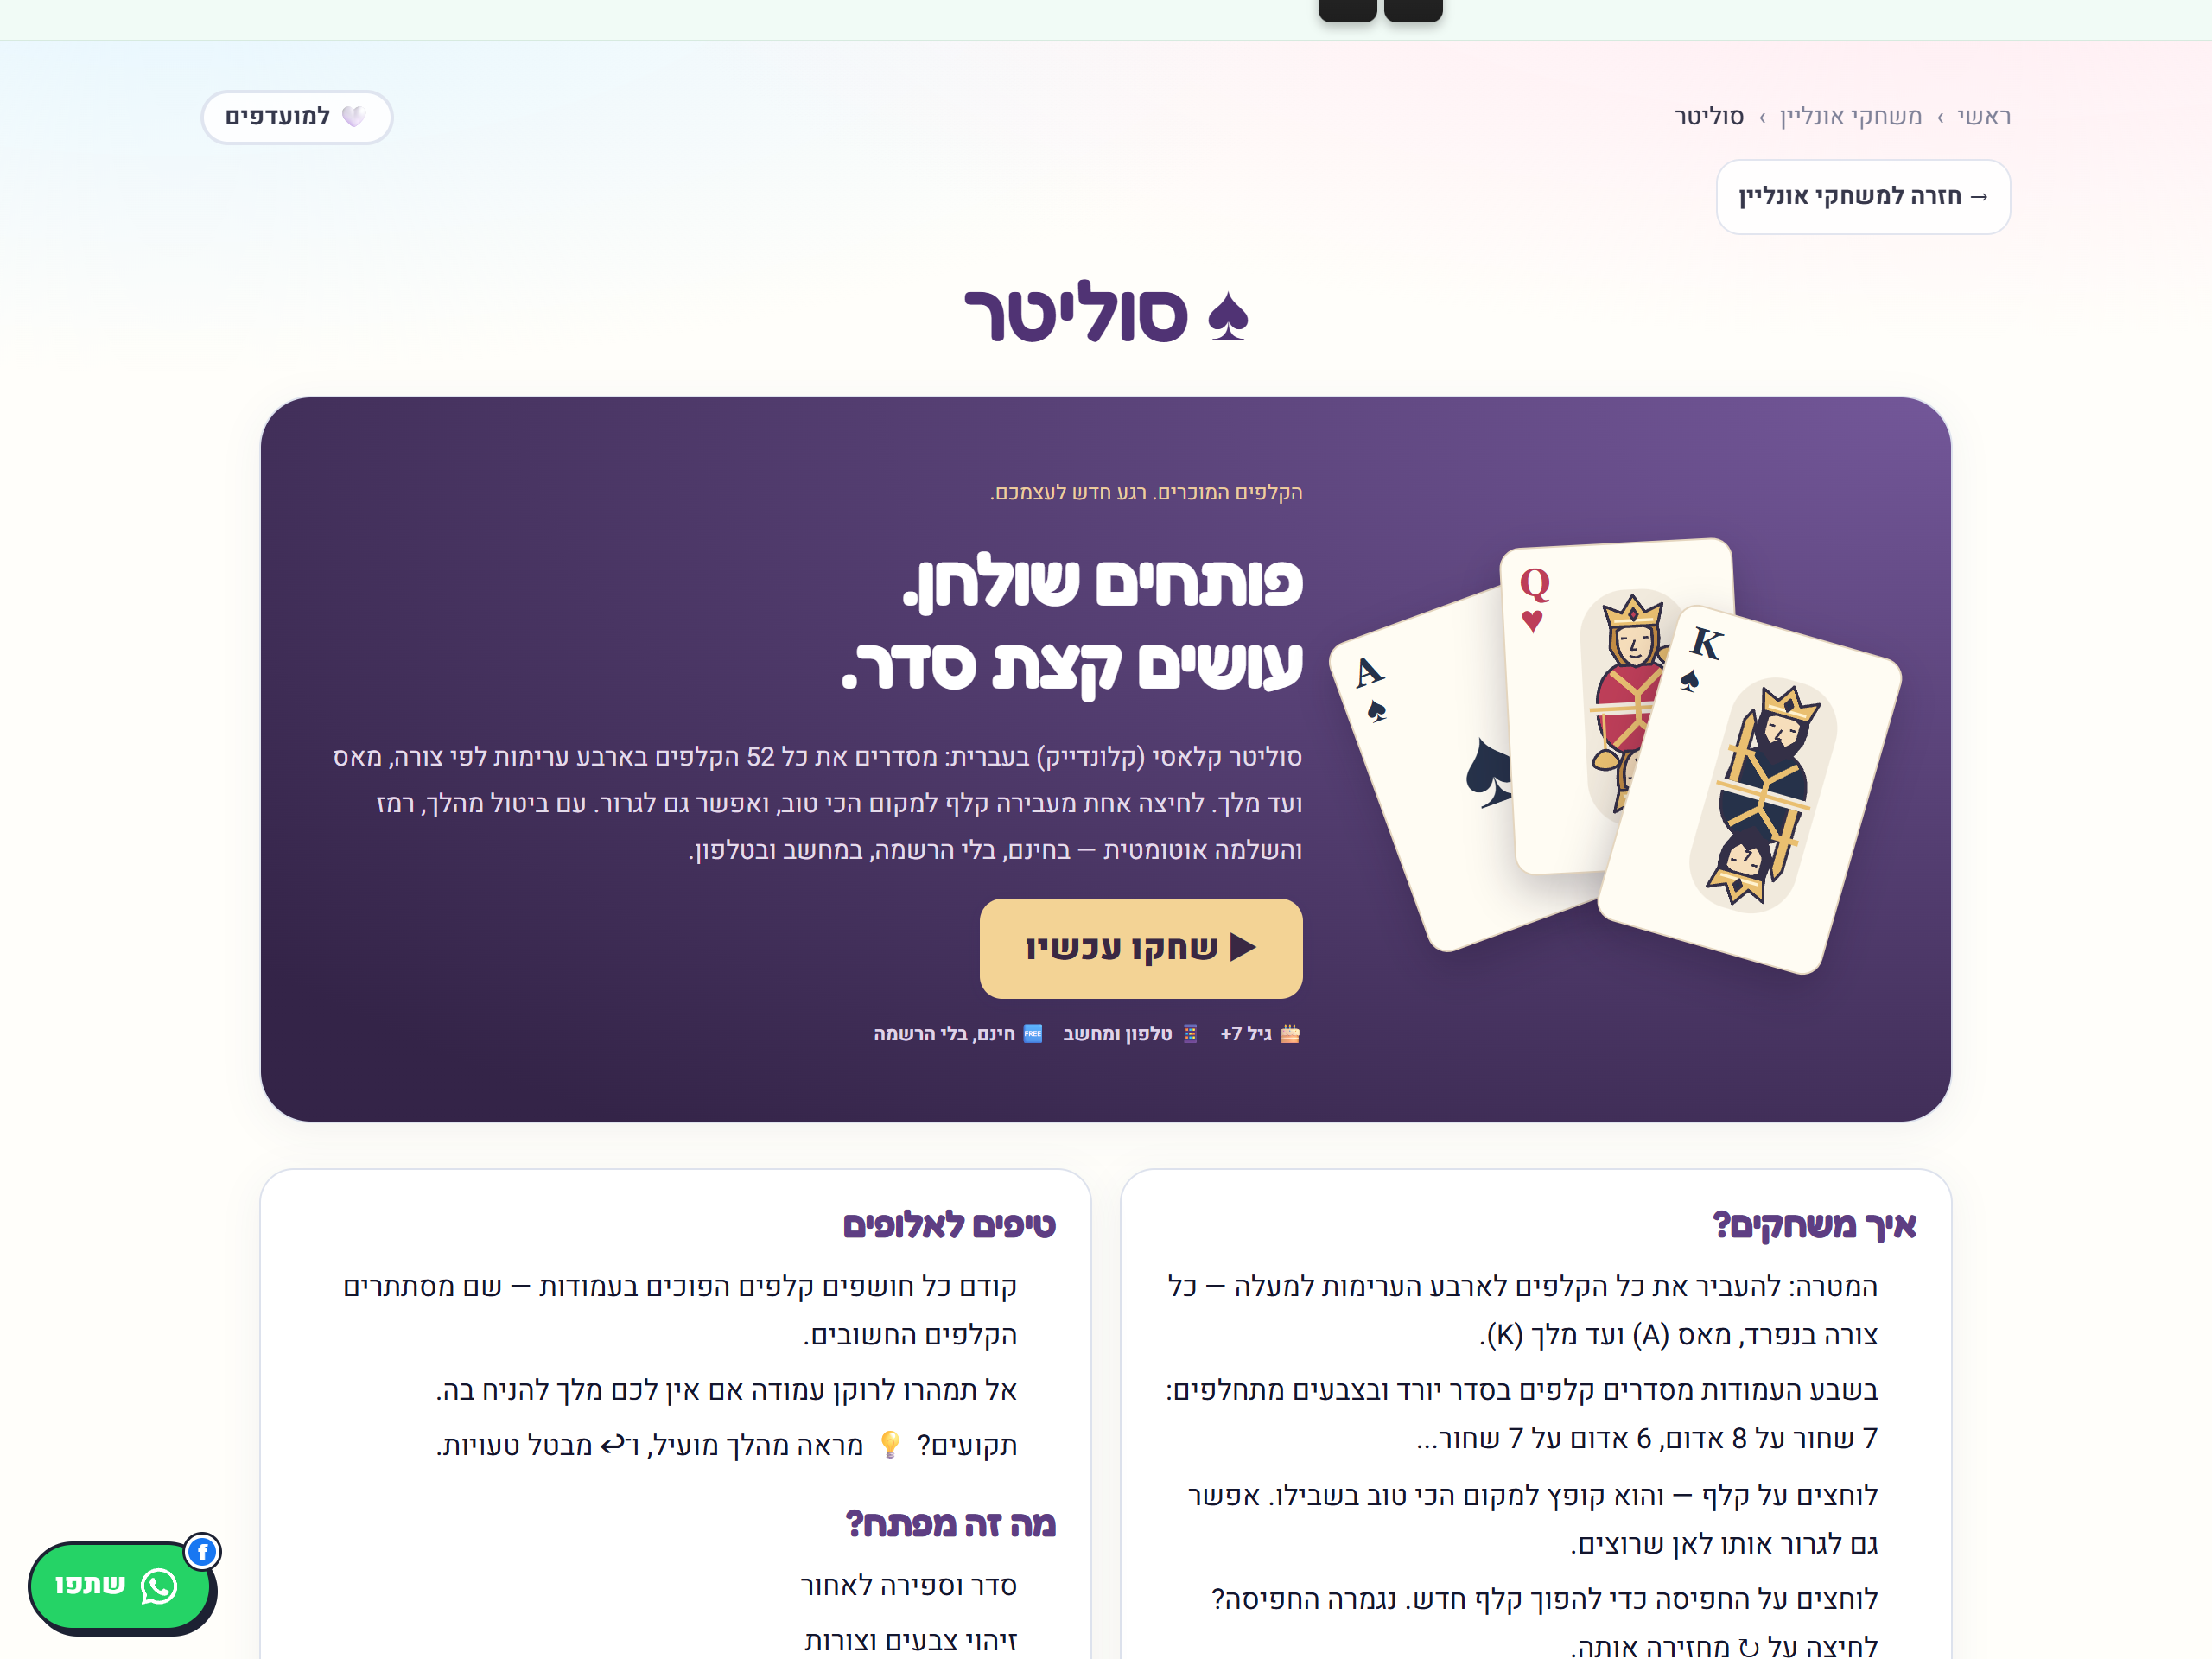 ראשי › משחקי אונליין › סוליטר
🤍 למועדפים
→ חזרה למשחקי אונליין
♠ סוליטר
A
♠
Q
♥
K
♠
הקלפים המוכרים. רגע חדש לעצמכם.
פותחים שולחן.
עושים קצת סדר.
סוליטר קלאסי (קלונדייק) בעברית: מסדרים את כל 52 הקלפים בארבע ערימות לפי צורה, מאס
ועד מלך. לחיצה אחת מעבירה קלף למקום הכי טוב, ואפשר גם לגרור. עם ביטול מהלך, רמז
והשלמה אוטומטית — בחינם, בלי הרשמה, במחשב ובטלפון.
▶ שחקו עכשיו
🎂 גיל 7+ 📱 טלפון ומחשב 🆓 חינם, בלי הרשמה
איך משחקים?
המטרה: להעביר את כל הקלפים לארבע הערימות למעלה — כל
צורה בנפרד, מאס (A) ועד מלך (K).
בשבע העמודות מסדרים קלפים בסדר יורד ובצבעים מתחלפים:
7 שחור על 8 אדום, 6 אדום על 7 שחור...
לוחצים על קלף — והוא קופץ למקום הכי טוב בשבילו. אפשר
גם לגרור אותו לאן שרוצים.
לוחצים על החפיסה כדי להפוך קלף חדש. נגמרה החפיסה?
לחיצה על ↻ מחזירה אותה.
טיפים לאלופים
קודם כל חושפים קלפים הפוכים בעמודות — שם מסתתרים
הקלפים החשובים.
אל תמהרו לרוקן עמודה אם אין לכם מלך להניח בה.
תקועים? 💡 מראה מהלך מועיל, ו־↩ מבטל טעויות.
מה זה מפתח?
סדר וספירה לאחור
זיהוי צבעים וצורות
שתפו